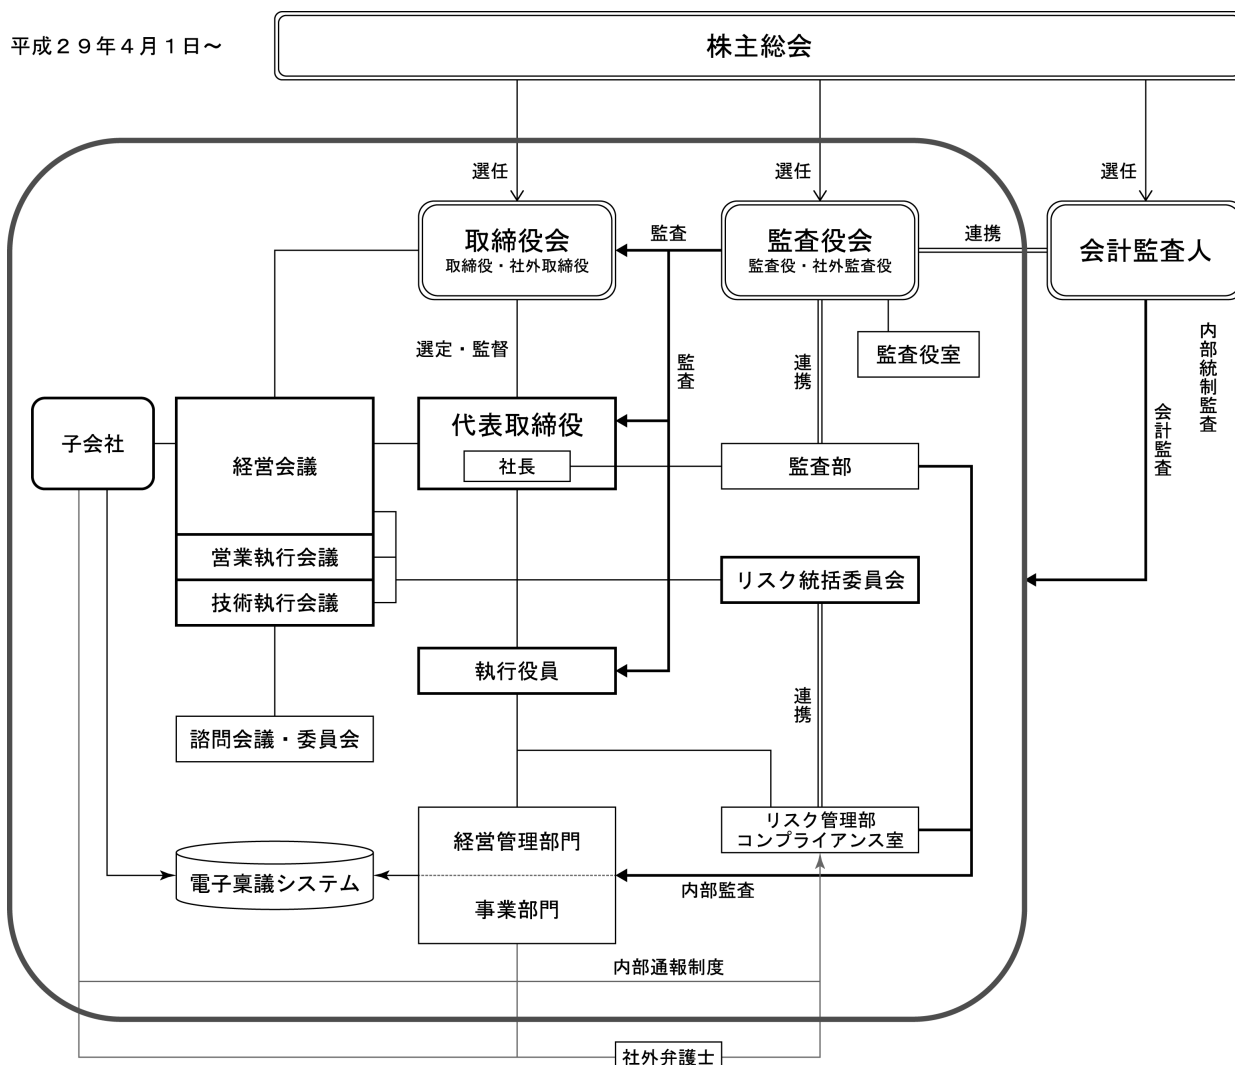 平成２９年４月１日～
株主総会
選任
選任
選任
取締役会
取締役・社外取締役
監査
監査役会
監査役・社外監査役
連携
会計監査人
選定・監督
監査
連携
監査役室
内部統制監査
会計監査
子会社
経営会議
代表取締役
社長
監査部
営業執行会議
技術執行会議
リスク統括委員会
執行役員
連携
諮問会議・委員会
経営管理部門
リスク管理部
コンプライアンス室
電子稟議システム
事業部門
内部監査
内部通報制度
社外弁護士